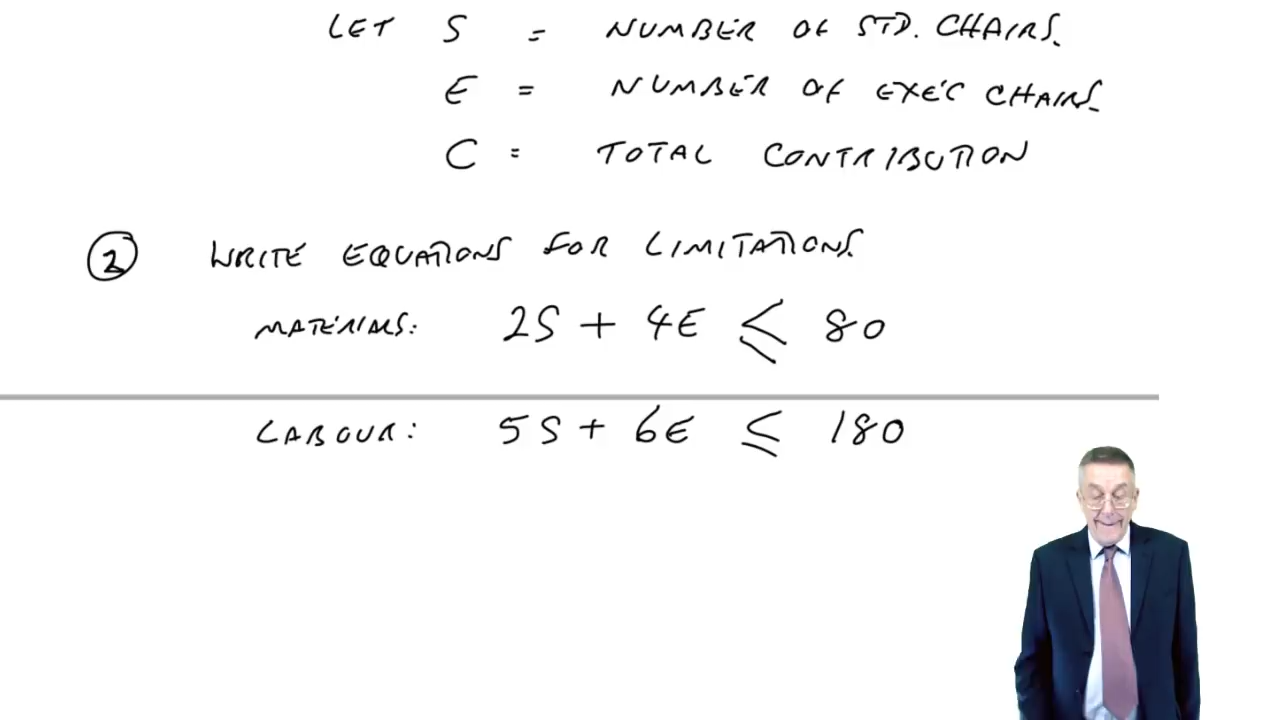 LET S = NUMBER OF STD. CHAIRS.
E = NUMBER OF EXEC CHAIRS.
C = TOTAL CONTRIBUTION
2 WRITE EQUATIONS FOR LIMITATIONS.
MATERIALS: 2S + 4E ≤ 80
LABOUR: 5S + 6E ≤ 180